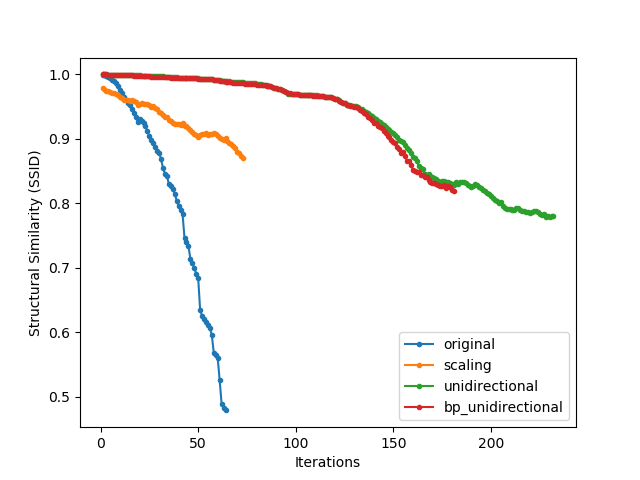 1.0
0.9
0.8
0.7
0.6
0.5
Structural Similarity (SSID)
0
50
100
150
200
Iterations
original
scaling
unidirectional
bp_unidirectional